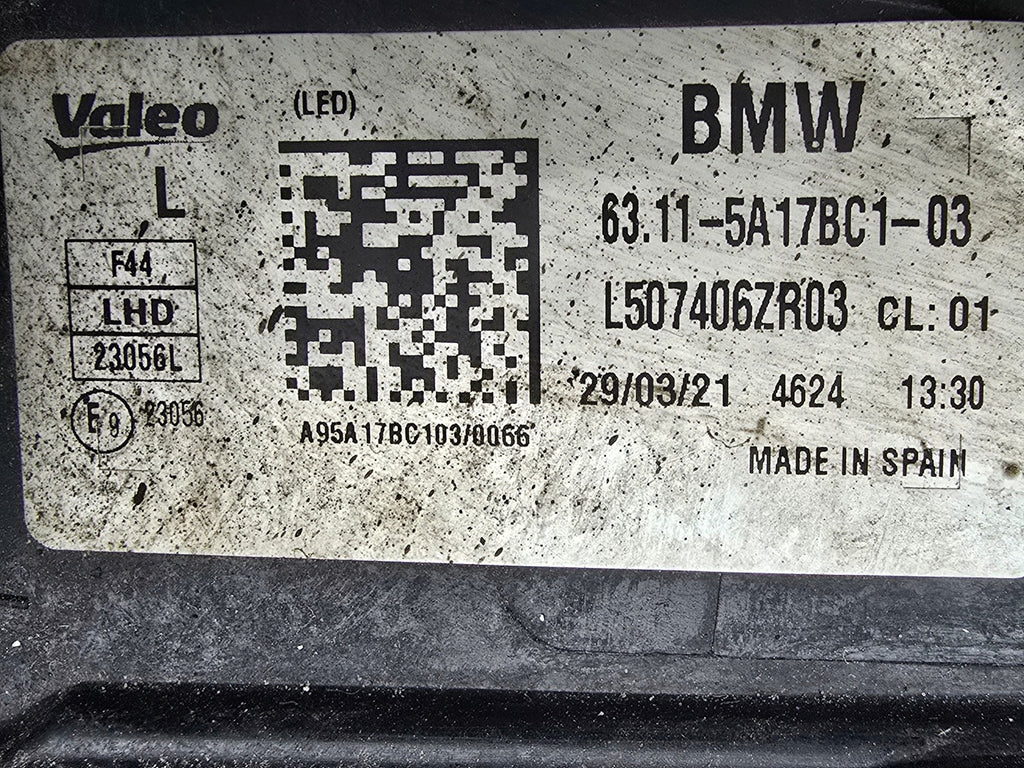 Valeo
(LED)
L
F44
LHD
23056L
E9 23056
A95A17BC103/0066
BMW
63.11-5A17BC1-03
L507406ZR03 CL: 01
29/03/21 4624 13:30
MADE IN SPAIN